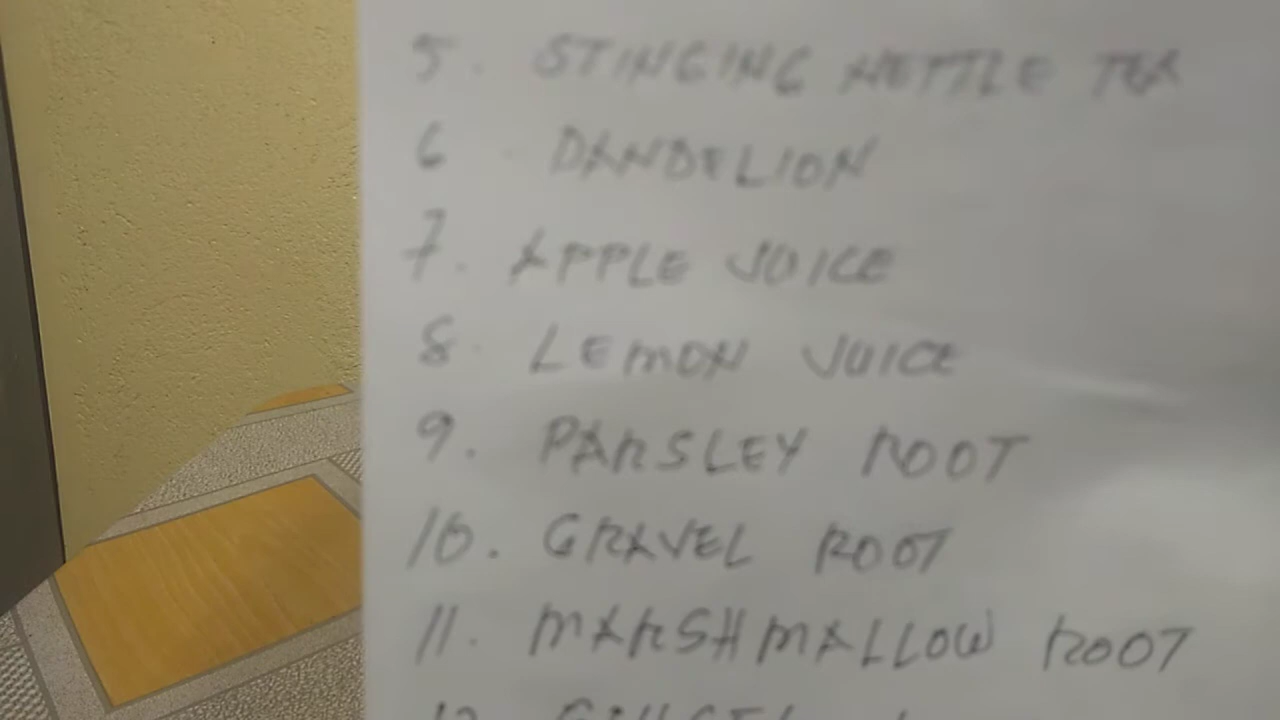 5. STINGING NETTLE TEA
6 - DANDELION
7. APPLE JUICE
8. LEMON JUICE
9. PARSLEY ROOT
10. GRAVEL ROOT
11. MARSHMALLOW ROOT
12